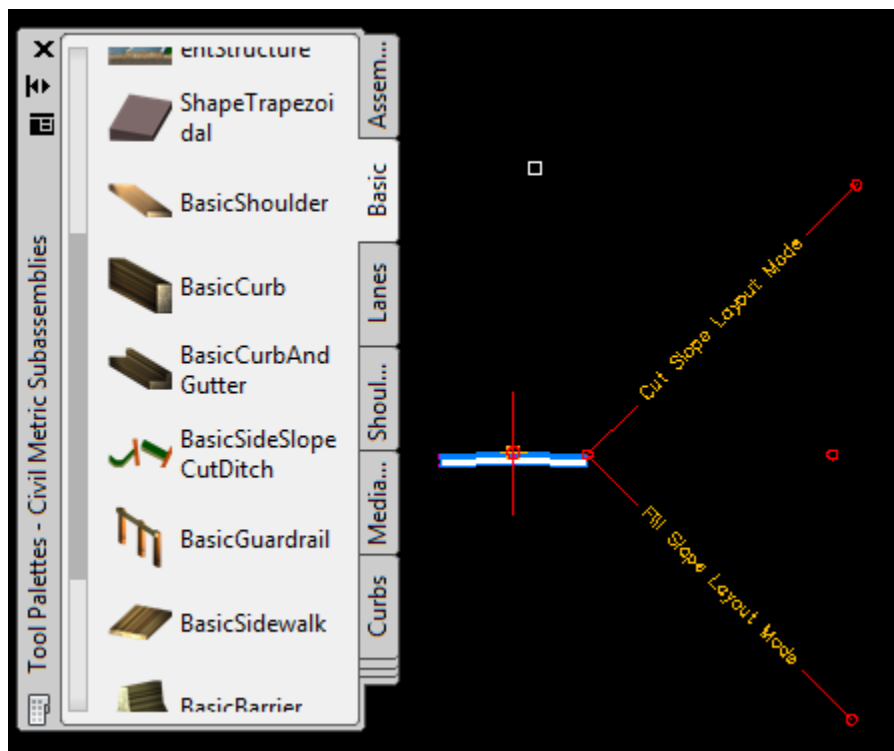 Tool Palettes - Civil Metric Subassemblies
entStructure
ShapeTrapezoi
dal
BasicShoulder
BasicCurb
BasicCurbAnd
Gutter
BasicSideSlope
CutDitch
BasicGuardrail
BasicSidewalk
BasicBarrier
Assem...
Basic
Lanes
Shoul...
Media...
Curbs
Cut Slope Layout Mode
Fill Slope Layout Mode